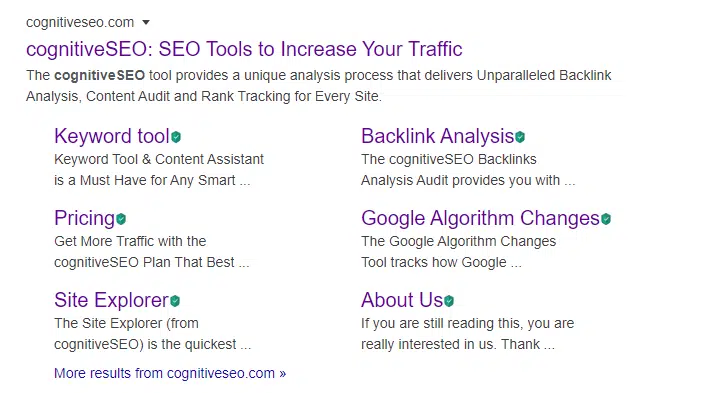 cognitiveseo.com
cognitiveSEO: SEO Tools to Increase Your Traffic
The cognitiveSEO tool provides a unique analysis process that delivers Unparalleled Backlink
Analysis, Content Audit and Rank Tracking for Every Site.
Keyword tool
Keyword Tool & Content Assistant
is a Must Have for Any Smart ...
Backlink Analysis
The cognitiveSEO Backlinks
Analysis Audit provides you with ...
Pricing
Get More Traffic with the
cognitiveSEO Plan That Best ...
Google Algorithm Changes
The Google Algorithm Changes
Tool tracks how Google ...
Site Explorer
The Site Explorer (from
cognitiveSEO) is the quickest ...
About Us
If you are still reading this, you are
really interested in us. Thank ...
More results from cognitiveseo.com »